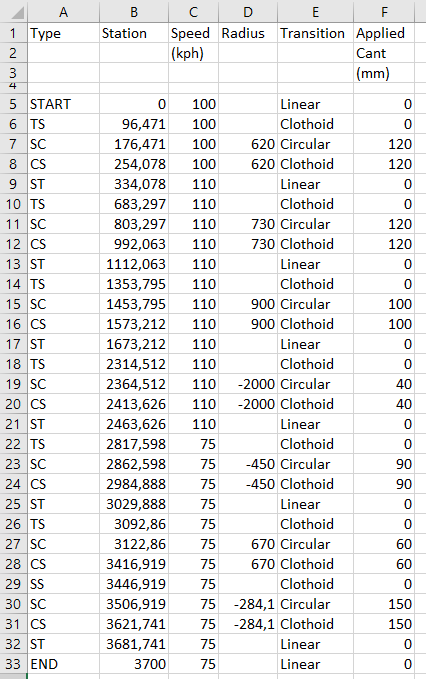 A B C D E F
1 Type Station Speed Radius Transition Applied
2 (kph) Cant
3 (mm)
4
5 START 0 100 Linear 0
6 TS 96,471 100 Clothoid 0
7 SC 176,471 100 620 Circular 120
8 CS 254,078 100 620 Clothoid 120
9 ST 334,078 110 Linear 0
10 TS 683,297 110 Clothoid 0
11 SC 803,297 110 730 Circular 120
12 CS 992,063 110 730 Clothoid 120
13 ST 1112,063 110 Linear 0
14 TS 1353,795 110 Clothoid 0
15 SC 1453,795 110 900 Circular 100
16 CS 1573,212 110 900 Clothoid 100
17 ST 1673,212 110 Linear 0
18 TS 2314,512 110 Clothoid 0
19 SC 2364,512 110 -2000 Circular 40
20 CS 2413,626 110 -2000 Clothoid 40
21 ST 2463,626 110 Linear 0
22 TS 2817,598 75 Clothoid 0
23 SC 2862,598 75 -450 Circular 90
24 CS 2984,888 75 -450 Clothoid 90
25 ST 3029,888 75 Linear 0
26 TS 3092,86 75 Clothoid 0
27 SC 3122,86 75 670 Circular 60
28 CS 3416,919 75 670 Clothoid 60
29 SS 3446,919 75 Clothoid 0
30 SC 3506,919 75 -284,1 Circular 150
31 CS 3621,741 75 -284,1 Clothoid 150
32 ST 3681,741 75 Linear 0
33 END 3700 75 Linear 0